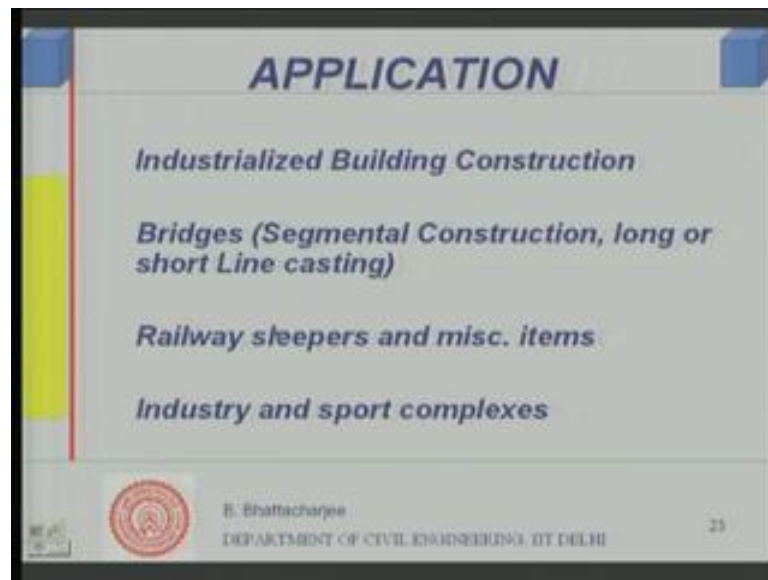 APPLICATION
Industrialized Building Construction
Bridges (Segmental Construction, long or
short Line casting)
Railway sleepers and misc. items
Industry and sport complexes
B. Bhattacharjee
DEPARTMENT OF CIVIL ENGINEERING, IIT DELHI
23